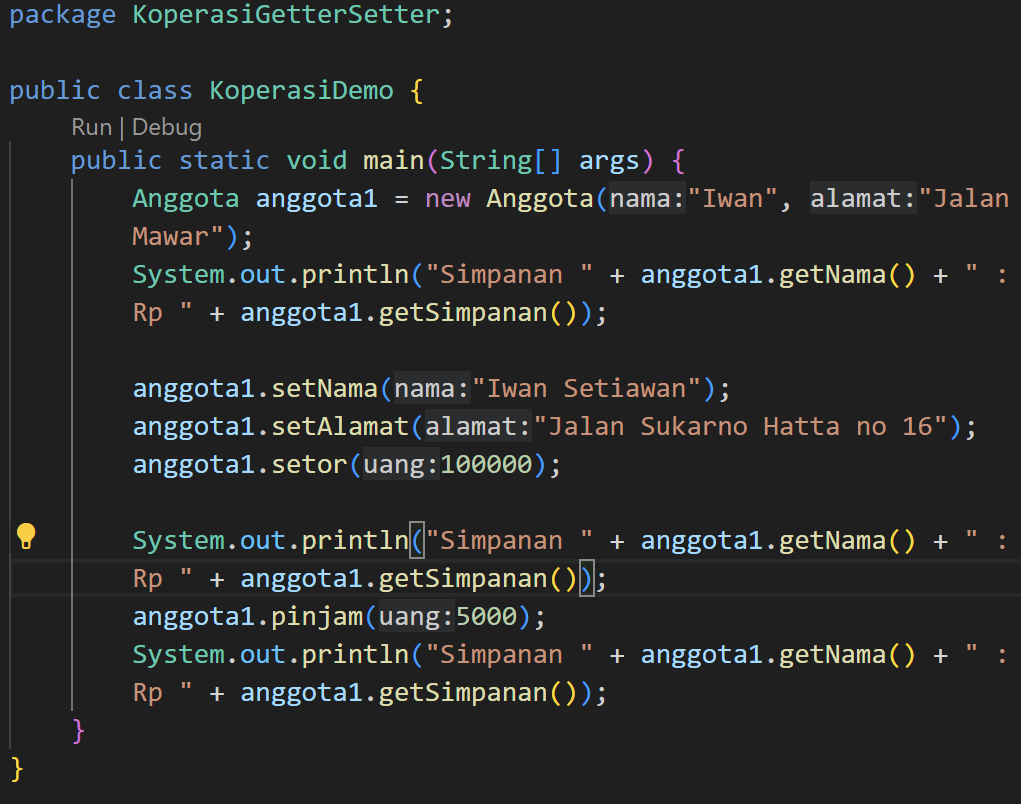 package KoperasiGetterSetter;
public class KoperasiDemo {
Run | Debug
public static void main(String[] args) {
Anggota anggota1 = new Anggota(nama:"Iwan", alamat:"Jalan
Mawar");
System.out.println("Simpanan " + anggota1.getNama() + " :
Rp " + anggota1.getSimpanan());
anggota1.setNama(nama:"Iwan Setiawan");
anggota1.setAlamat(alamat:"Jalan Sukarno Hatta no 16");
anggota1.setor(uang:100000);
System.out.println("Simpanan " + anggota1.getNama() + " :
Rp " + anggota1.getSimpanan());
anggota1.pinjam(uang:5000);
System.out.println("Simpanan " + anggota1.getNama() + " :
Rp " + anggota1.getSimpanan());
}
}